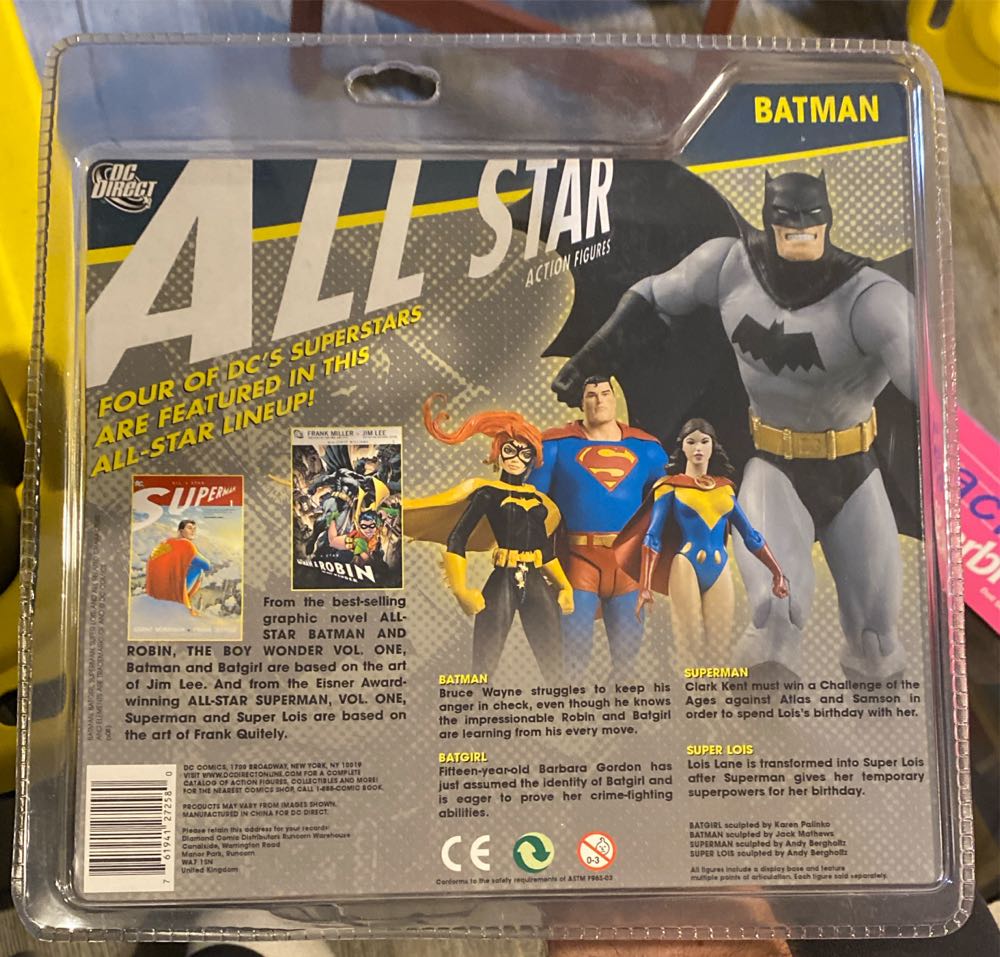 BATMAN
DC
DIRECT
ALL STAR
ACTION FIGURES
FOUR OF DC'S SUPERSTARS
ARE FEATURED IN THIS
ALL-STAR LINEUP!
FRANK MILLER JIM LEE
ALL STAR
SUPERMAN
1
& ROBIN
From the best-selling
graphic novel ALL-
STAR BATMAN AND
ROBIN, THE BOY WONDER VOL. ONE,
Batman and Batgirl are based on the art
of Jim Lee. And from the Eisner Award-
winning ALL-STAR SUPERMAN, VOL. ONE,
Superman and Super Lois are based on
the art of Frank Quitely.
BATMAN
Bruce Wayne struggles to keep his
anger in check, even though he knows
the impressionable Robin and Batgirl
are learning from his every move.
BATGIRL
Fifteen-year-old Barbara Gordon has
just assumed the identity of Batgirl and
is eager to prove her crime-fighting
abilities.
SUPERMAN
Clark Kent must win a Challenge of the
Ages against Atlas and Samson in
order to spend Lois's birthday with her.
SUPER LOIS
Lois Lane is transformed into Super Lois
after Superman gives her temporary
superpowers for her birthday.
BATGIRL sculpted by Karen Palinko
BATMAN sculpted by Jack Mathews
SUPERMAN sculpted by Andy Bergholtz
SUPER LOIS sculpted by Andy Bergholtz
All figures include a display base and feature
multiple points of articulation. Each figure sold separately.
DC COMICS, 1700 BROADWAY, NEW YORK, NY 10019
VISIT WWW.DCDIRECTONLINE.COM FOR A COMPLETE
CATALOG OF ACTION FIGURES, COLLECTIBLES AND MORE!
FOR THE NEAREST COMICS SHOP, CALL 1-888-COMIC BOOK.
PRODUCTS MAY VARY FROM IMAGES SHOWN.
MANUFACTURED IN CHINA FOR DC DIRECT.
Please retain this address for your records:
Diamond Comic Distributors Runcorn Warehouse
Canalside, Warrington Road
Manor Park, Runcorn
WA7 1SN
United Kingdom
7 61941 27258 0
CE
0-3
Conforms to the safety requirements of ASTM F963-03